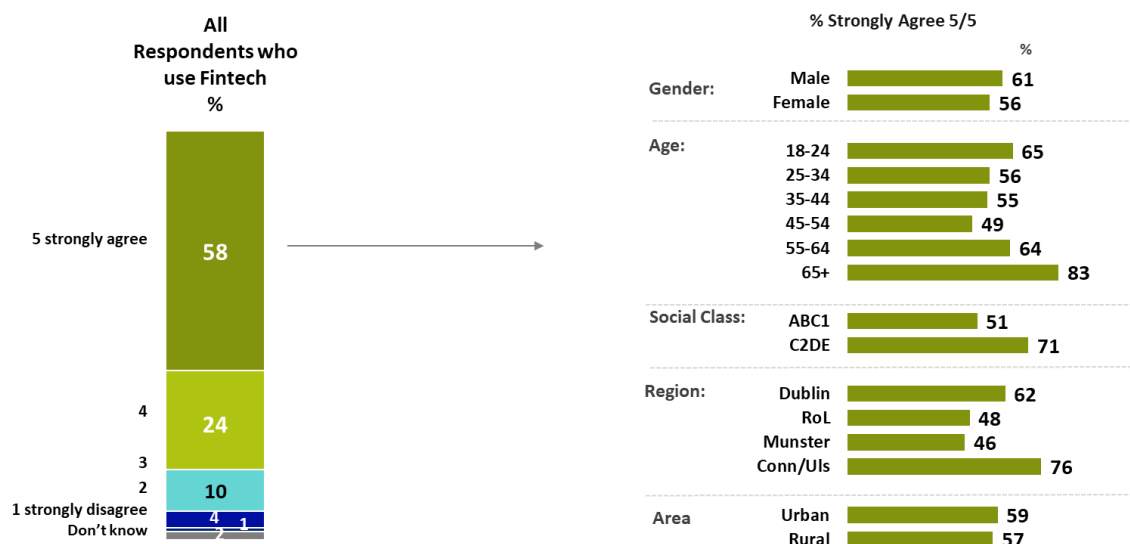 All
Respondents who
use Fintech
%
5 strongly agree
58
4
24
3
2
10
1 strongly disagree
4
1
Don't know
2
% Strongly Agree 5/5
%
Gender:
Male 61
Female 56
Age:
18-24 65
25-34 56
35-44 55
45-54 49
55-64 64
65+ 83
Social Class:
ABC1 51
C2DE 71
Region:
Dublin 62
RoL 48
Munster 46
Conn/Uls 76
Area
Urban 59
Rural 57